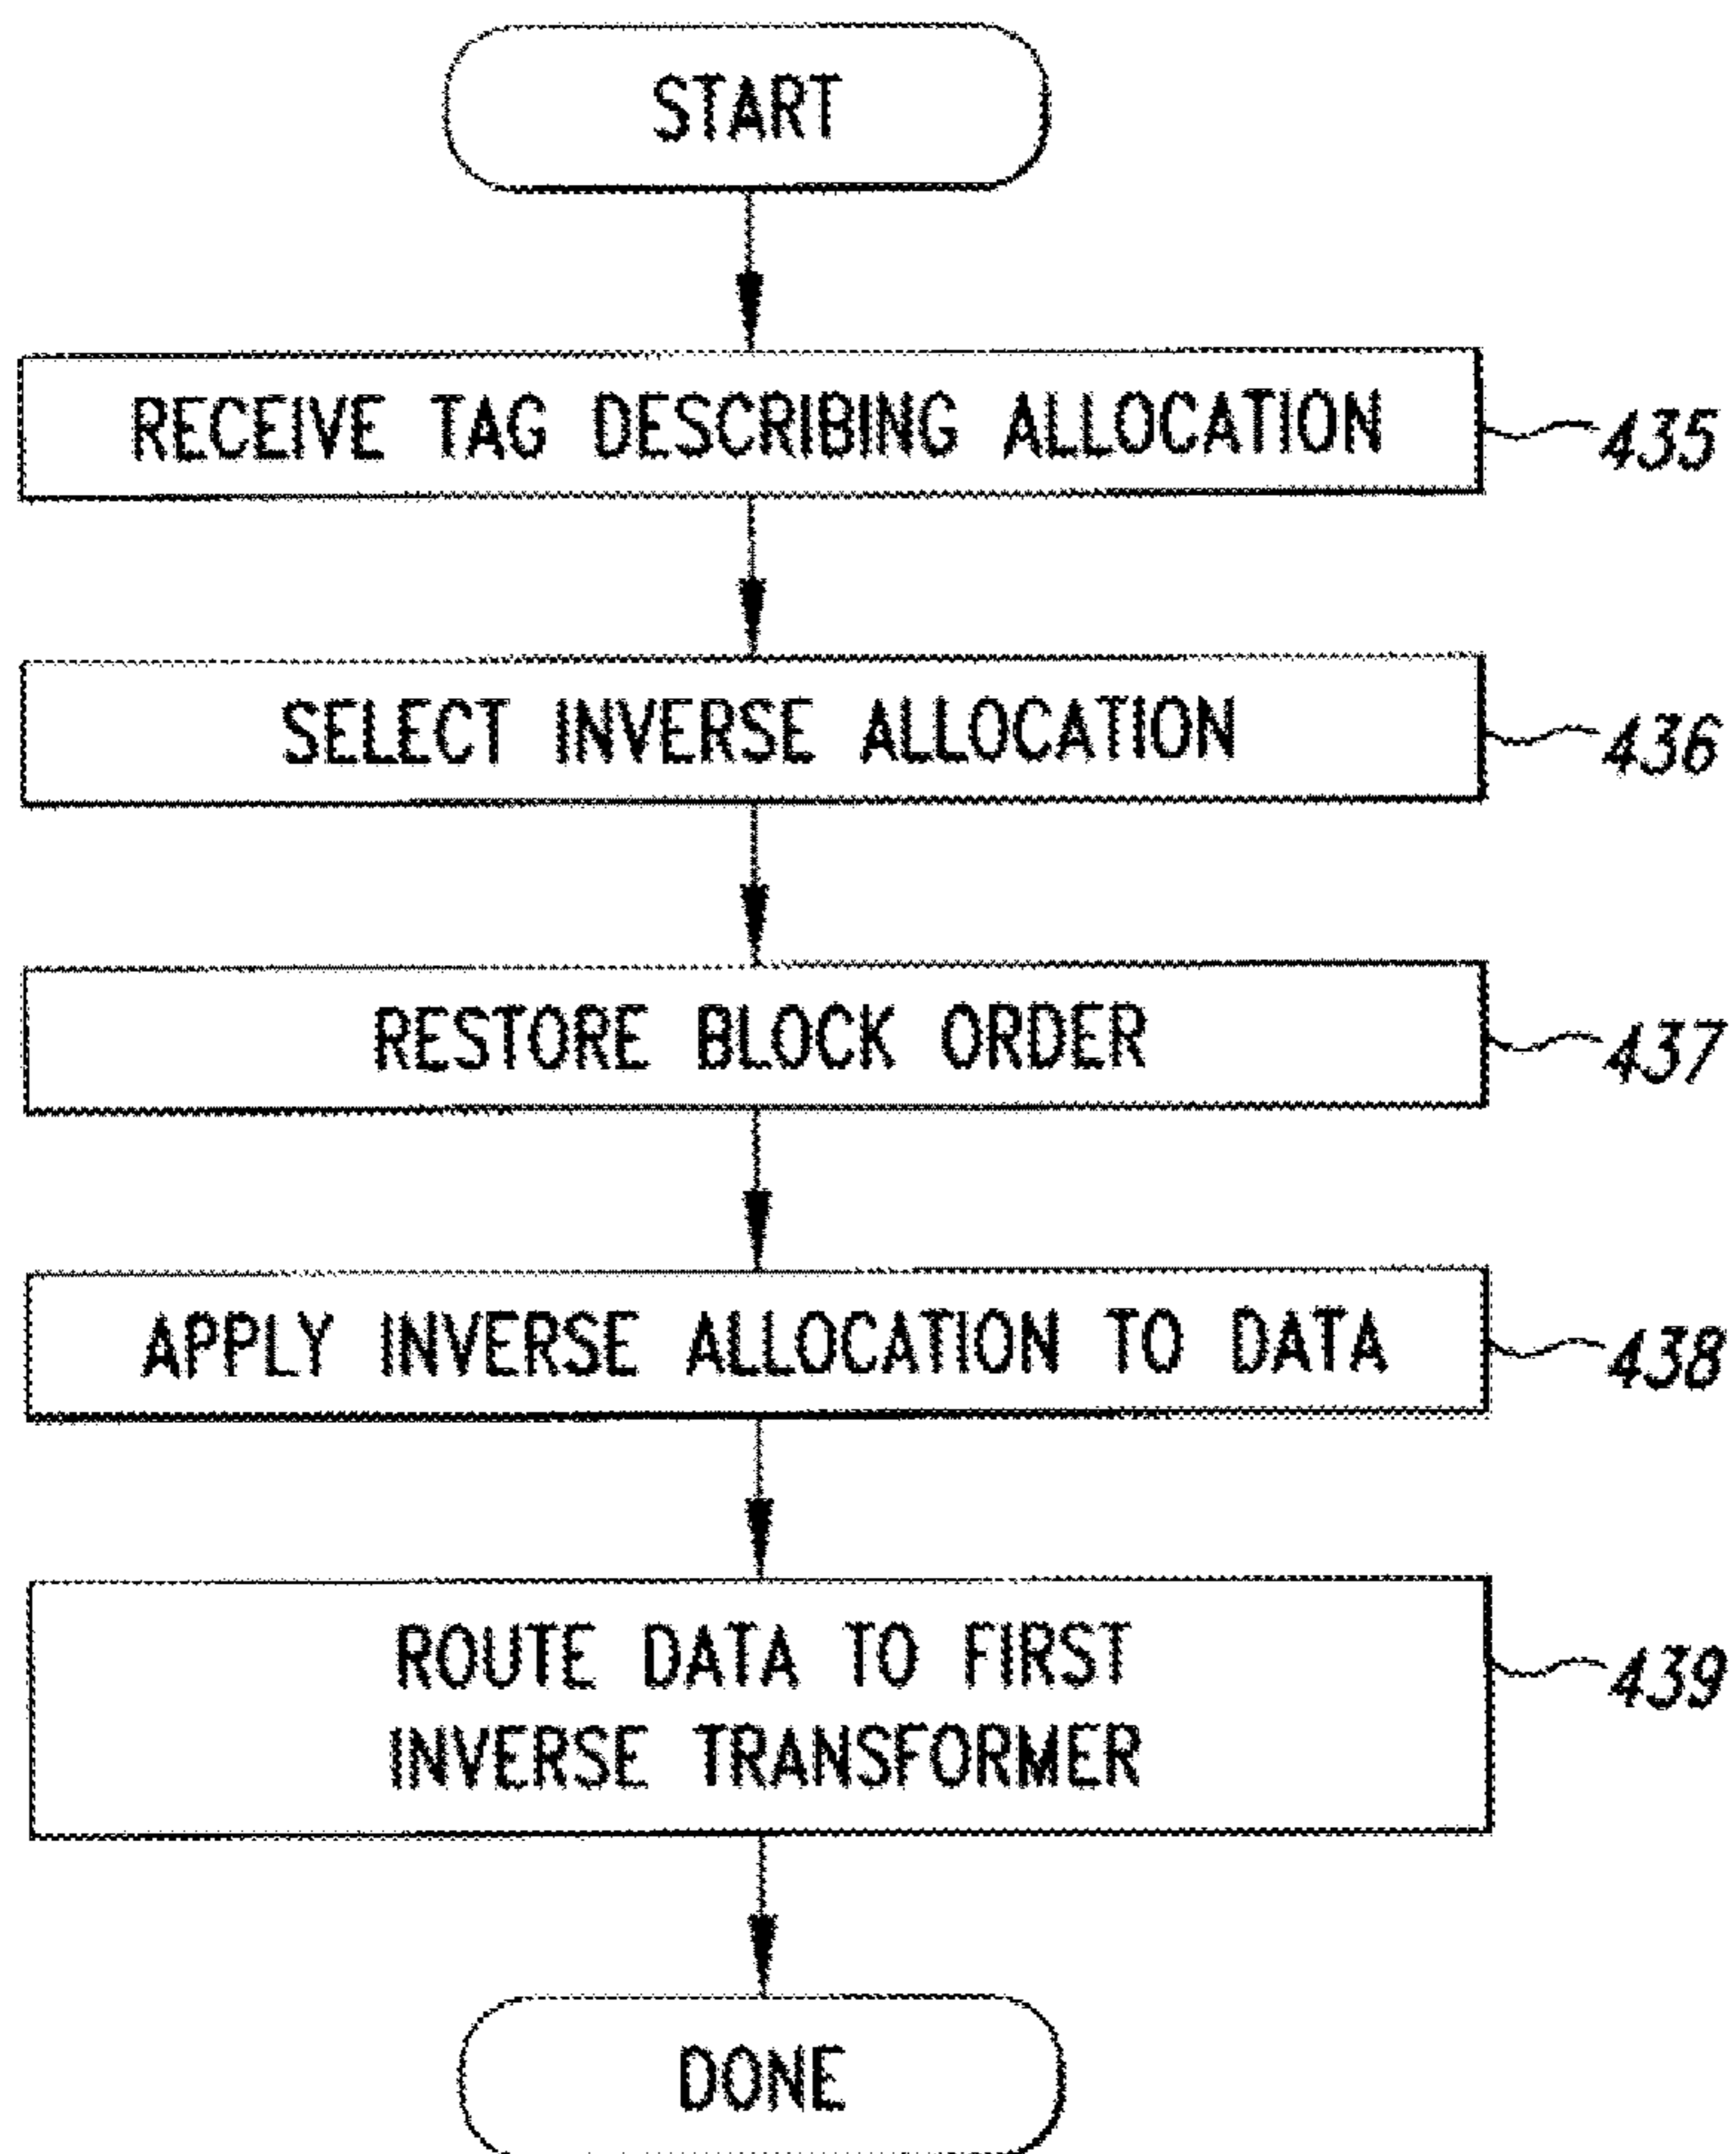 START
RECEIVE TAG DESCRIBING ALLOCATION
435
SELECT INVERSE ALLOCATION
436
RESTORE BLOCK ORDER
437
APPLY INVERSE ALLOCATION TO DATA
438
ROUTE DATA TO FIRST
INVERSE TRANSFORMER
439
DONE